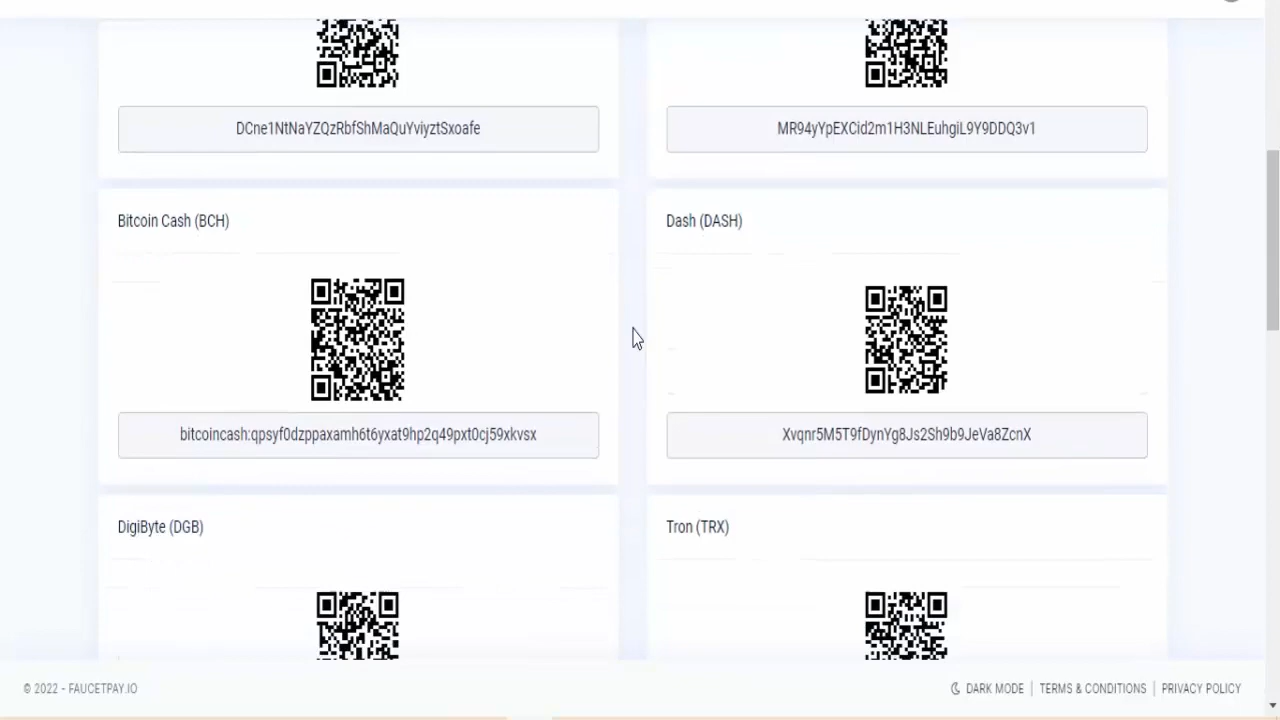 DCne1NtNaYZQzRbfShMaQuYviyztSxoafe
MR94yYpEXCid2m1H3NLEuhgiL9Y9DDQ3v1
Bitcoin Cash (BCH)
Dash (DASH)
bitcoincash:qpsyf0dzppaxamh6t6yxat9hp2q49pxt0cj59xkvsx
Xvqnr5M5T9fDynYg8Js2Sh9b9JeVa8ZcnX
DigiByte (DGB)
Tron (TRX)
© 2022 - FAUCETPAY.IO
DARK MODE | TERMS & CONDITIONS | PRIVACY POLICY